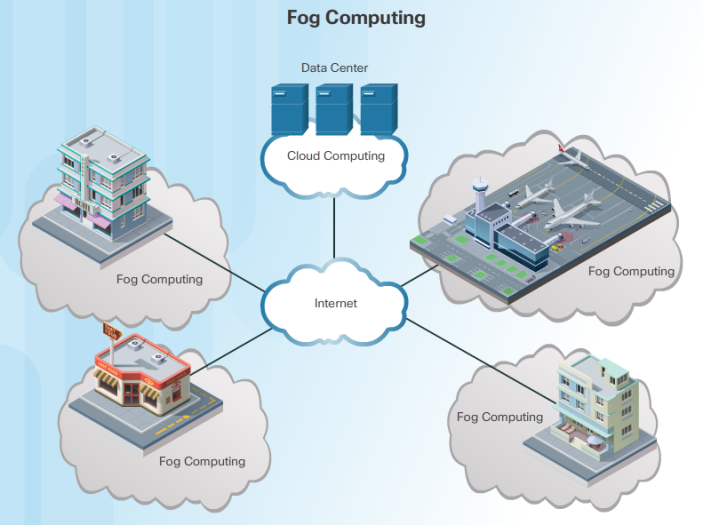 Fog Computing
Data Center
Cloud Computing
Fog Computing
Fog Computing
Internet
Fog Computing
Fog Computing